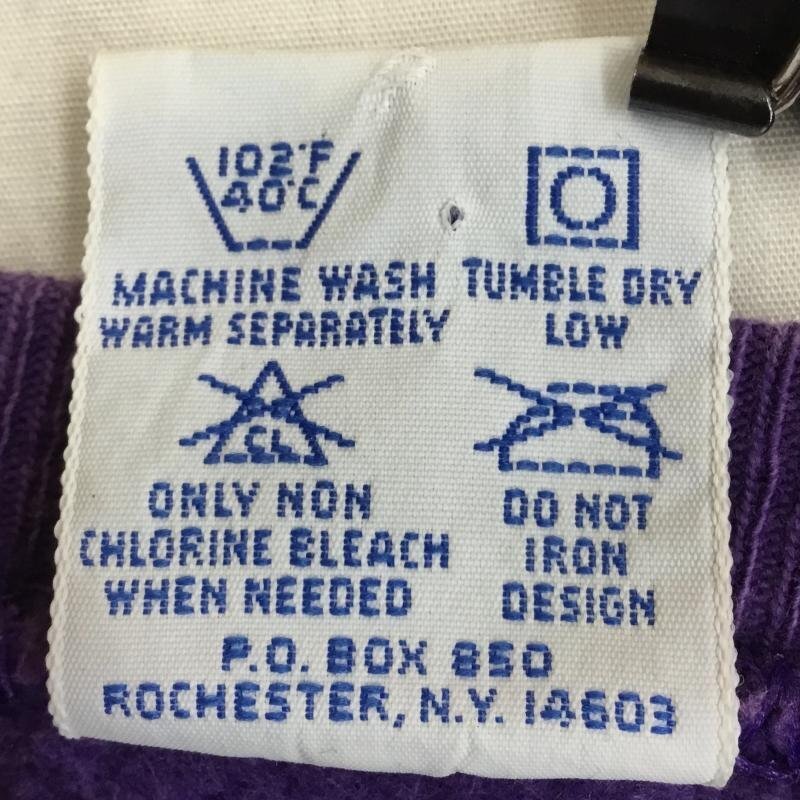 102°F
40°C
MACHINE WASH
WARM SEPARATELY
TUMBLE DRY
LOW
CL
ONLY NON
CHLORINE BLEACH
WHEN NEEDED
DO NOT
IRON
DESIGN
P.O. BOX 850
ROCHESTER, N.Y. 14603